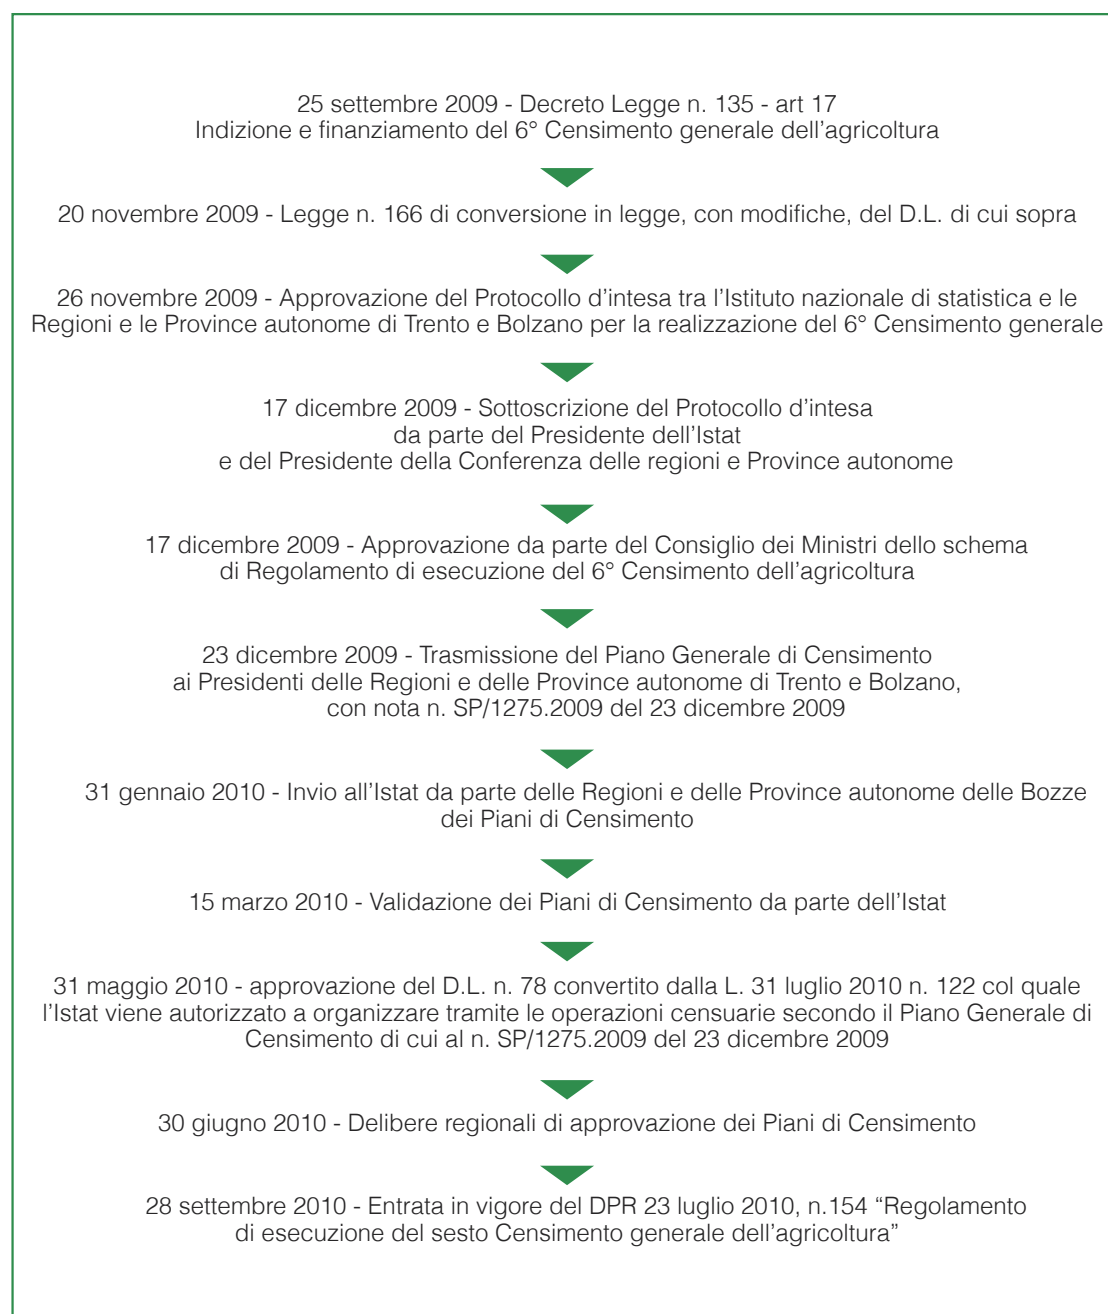 25 settembre 2009 - Decreto Legge n. 135 - art 17
Indizione e finanziamento del 6° Censimento generale dell'agricoltura
20 novembre 2009 - Legge n. 166 di conversione in legge, con modifiche, del D.L. di cui sopra
26 novembre 2009 - Approvazione del Protocollo d'intesa tra l'Istituto nazionale di statistica e le
Regioni e le Province autonome di Trento e Bolzano per la realizzazione del 6° Censimento generale
17 dicembre 2009 - Sottoscrizione del Protocollo d'intesa
da parte del Presidente dell'Istat
e del Presidente della Conferenza delle regioni e Province autonome
17 dicembre 2009 - Approvazione da parte del Consiglio dei Ministri dello schema
di Regolamento di esecuzione del 6° Censimento dell'agricoltura
23 dicembre 2009 - Trasmissione del Piano Generale di Censimento
ai Presidenti delle Regioni e delle Province autonome di Trento e Bolzano,
con nota n. SP/1275.2009 del 23 dicembre 2009
31 gennaio 2010 - Invio all'Istat da parte delle Regioni e delle Province autonome delle Bozze
dei Piani di Censimento
15 marzo 2010 - Validazione dei Piani di Censimento da parte dell'Istat
31 maggio 2010 - approvazione del D.L. n. 78 convertito dalla L. 31 luglio 2010 n. 122 col quale
l'Istat viene autorizzato a organizzare tramite le operazioni censuarie secondo il Piano Generale di
Censimento di cui al n. SP/1275.2009 del 23 dicembre 2009
30 giugno 2010 - Delibere regionali di approvazione dei Piani di Censimento
28 settembre 2010 - Entrata in vigore del DPR 23 luglio 2010, n.154 “Regolamento
di esecuzione del sesto Censimento generale dell'agricoltura”